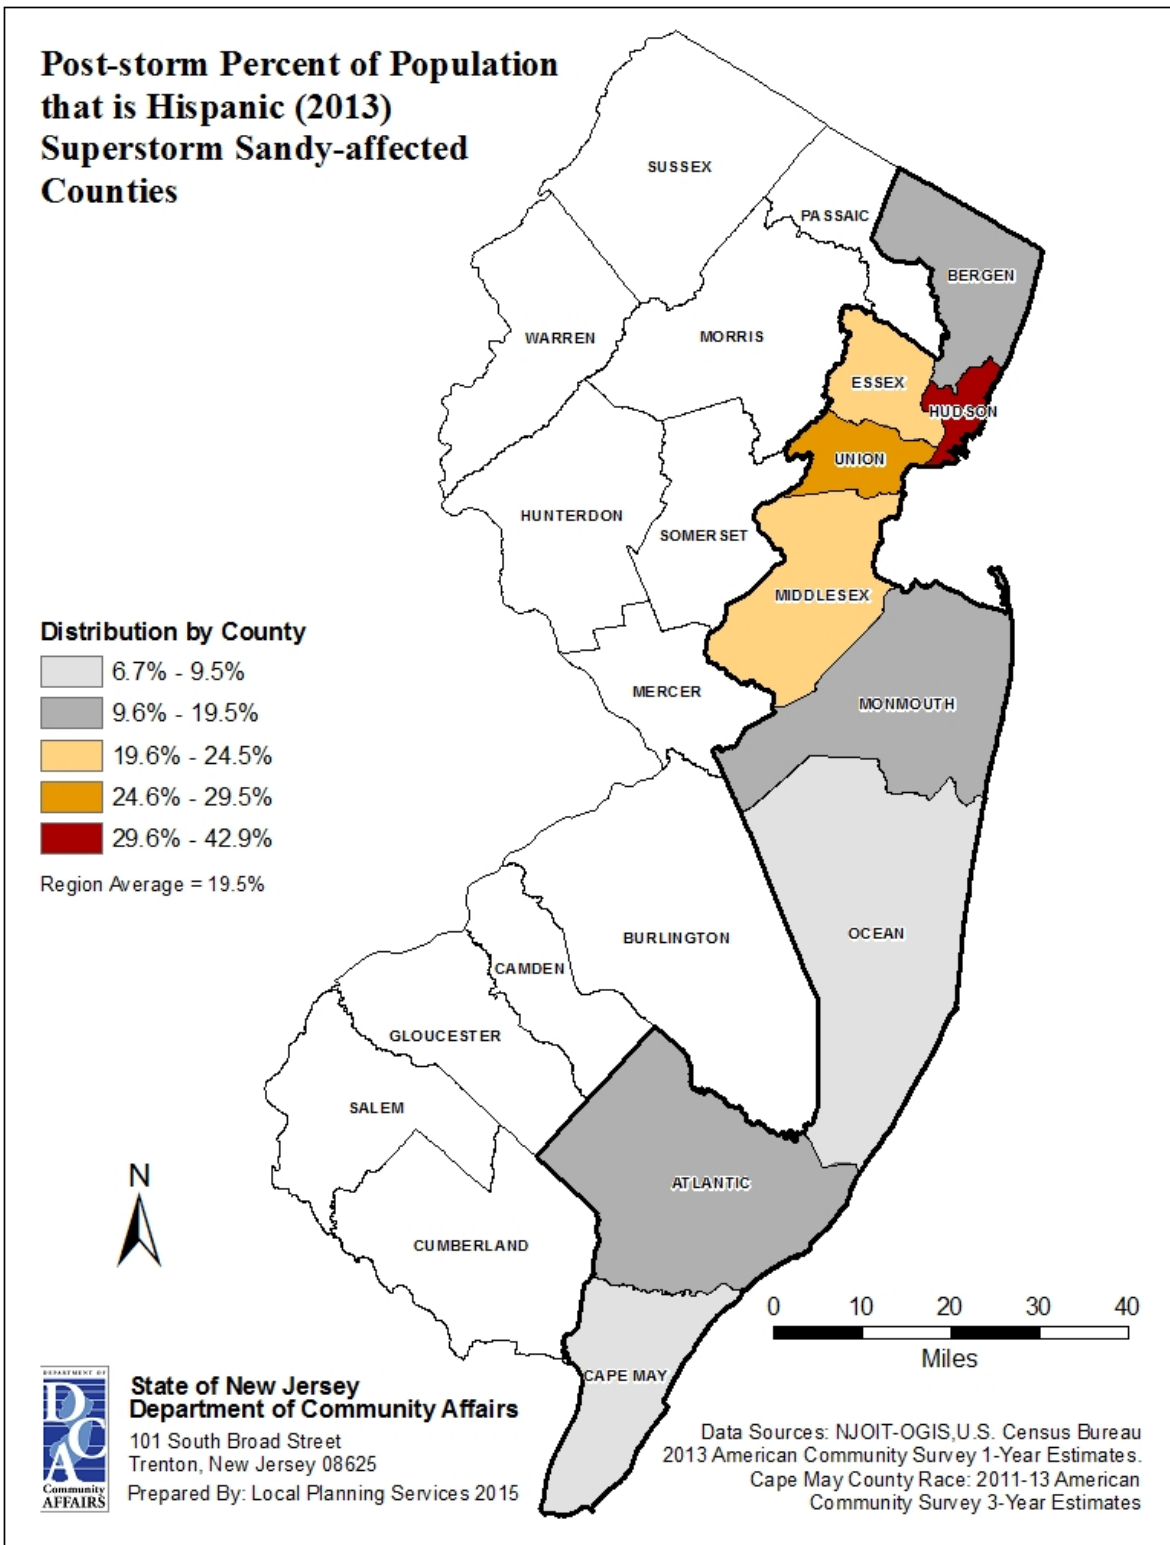 Post-storm Percent of Population
that is Hispanic (2013)
Superstorm Sandy-affected
Counties
SUSSEX
PASSAIC
BERGEN
WARREN
MORRIS
ESSEX
HUDSON
UNION
HUNTERDON
SOMERSET
MIDDLESEX
Distribution by County
6.7% - 9.5%
9.6% - 19.5%
19.6% - 24.5%
24.6% - 29.5%
29.6% - 42.9%
Region Average = 19.5%
MERCER
MONMOUTH
OCEAN
BURLINGTON
CAMDEN
GLOUCESTER
SALEM
ATLANTIC
CUMBERLAND
CAPE MAY
N
0 10 20 30 40
Miles
DEPARTMENT OF
DCA
Community
AFFAIRS
State of New Jersey
Department of Community Affairs
101 South Broad Street
Trenton, New Jersey 08625
Prepared By: Local Planning Services 2015
Data Sources: NJOIT-OGIS,U.S. Census Bureau
2013 American Community Survey 1-Year Estimates.
Cape May County Race: 2011-13 American
Community Survey 3-Year Estimates